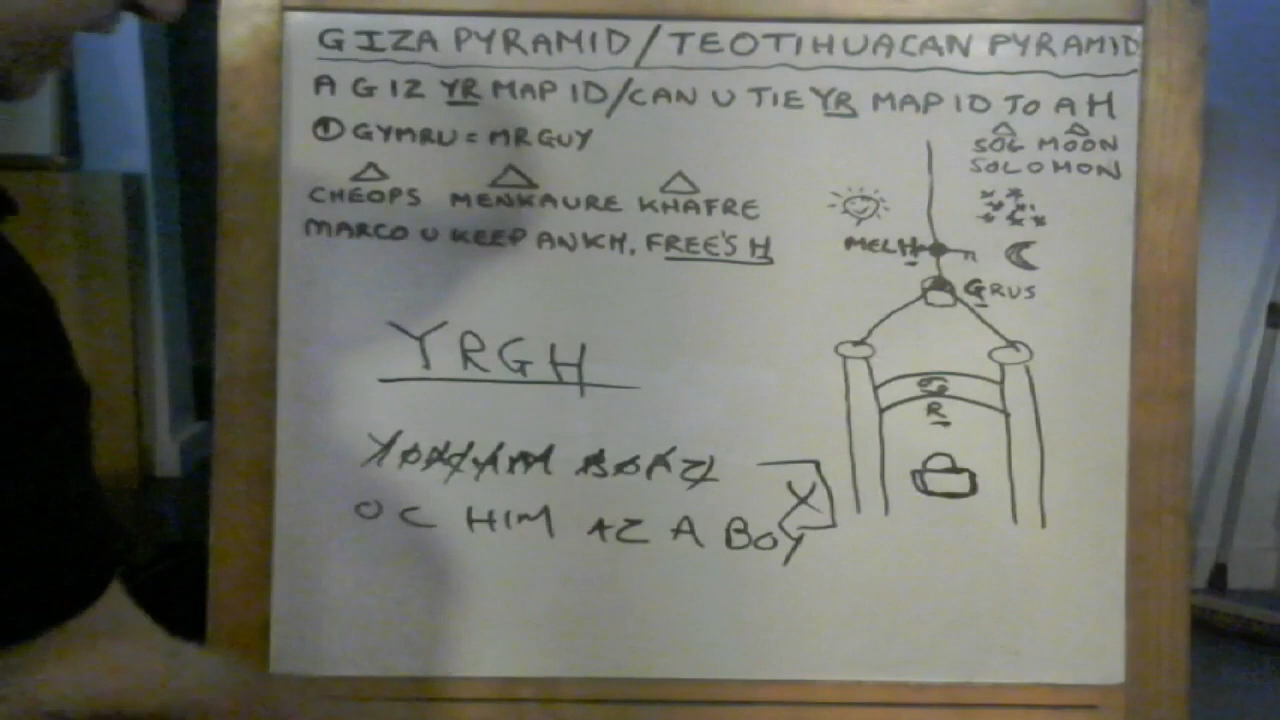 GIZA PYRAMID/TEOTIHUACAN PYRAMID
A GIZ YR MAP ID/CAN U TIE YR MAP ID TO A H
① GYMRU = MR GUY
SOL MOON
SOLOMON
CHEOPS MENKAURE KHAFRE
MARCO U KEEP ANKH, FREE'S H
MELH
GRUS
YRGH
R
OC HIM AZ A BOY